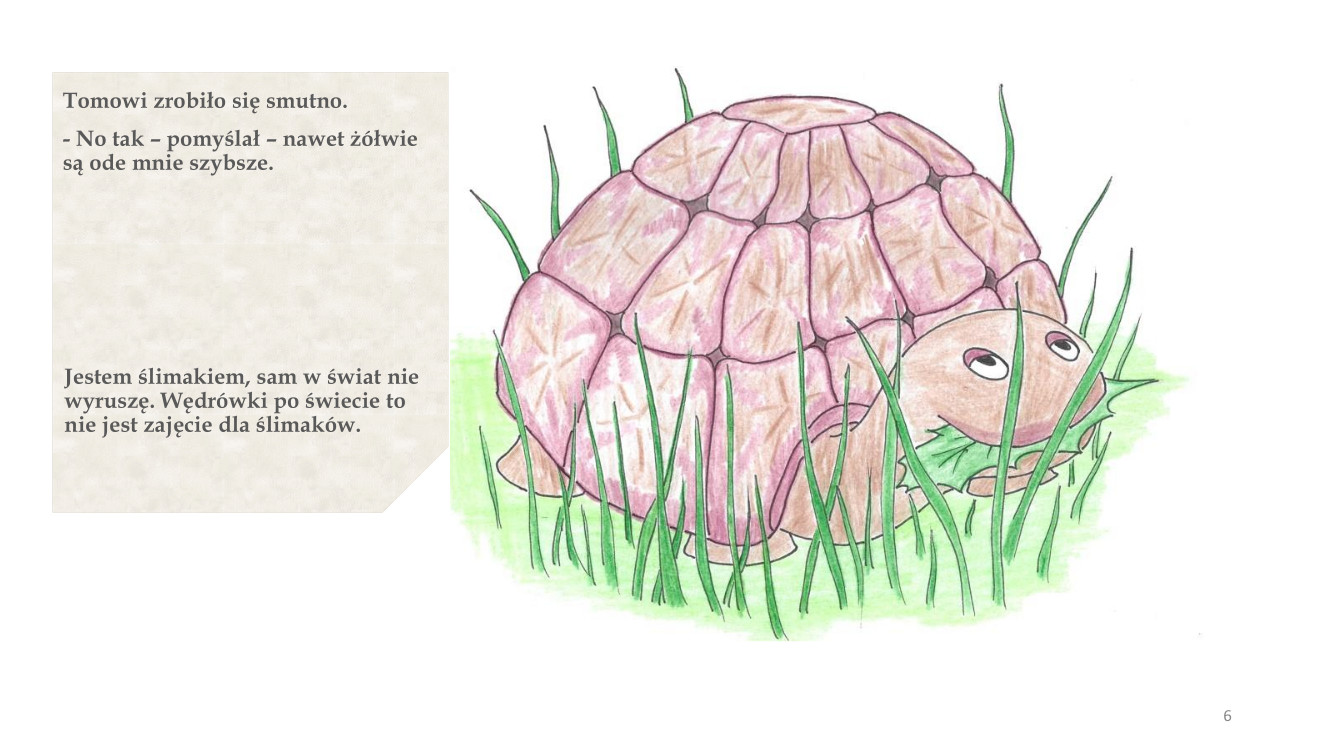 Tomowi zrobiło się smutno.
- No tak – pomyślał – nawet żółwie
są ode mnie szybsze.
Jestem ślimakiem, sam w świat nie
wyruszę. Wędrówki po świecie to
nie jest zajęcie dla ślimaków.
6